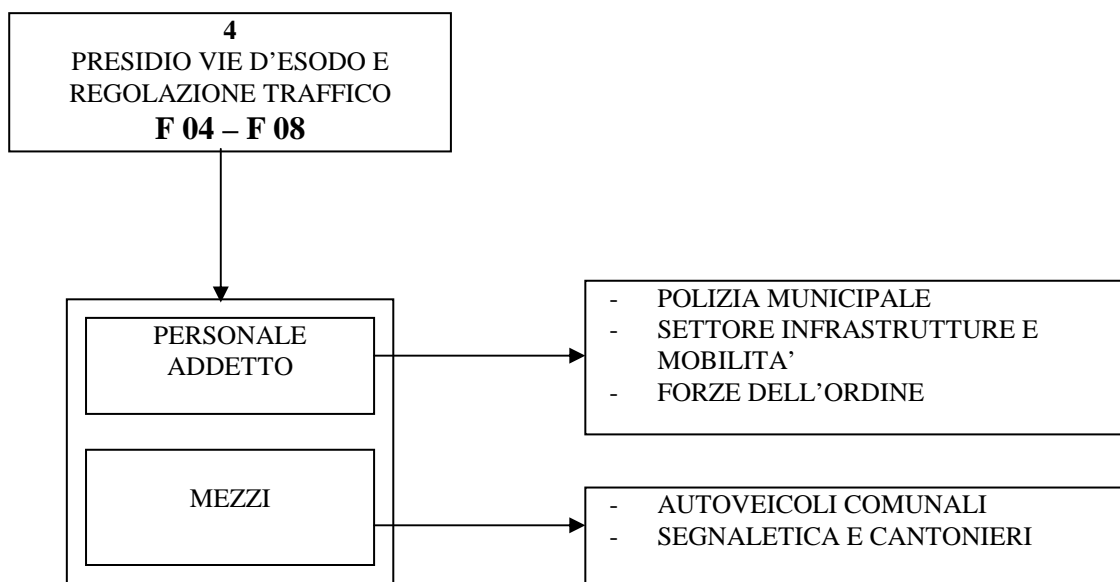 4
PRESIDIO VIE D’ESODO E
REGOLAZIONE TRAFFICO
F 04 – F 08
PERSONALE
ADDETTO
- POLIZIA MUNICIPALE
- SETTORE INFRASTRUTTURE E
MOBILITA’
- FORZE DELL’ORDINE
MEZZI
- AUTOVEICOLI COMUNALI
- SEGNALETICA E CANTONIERI